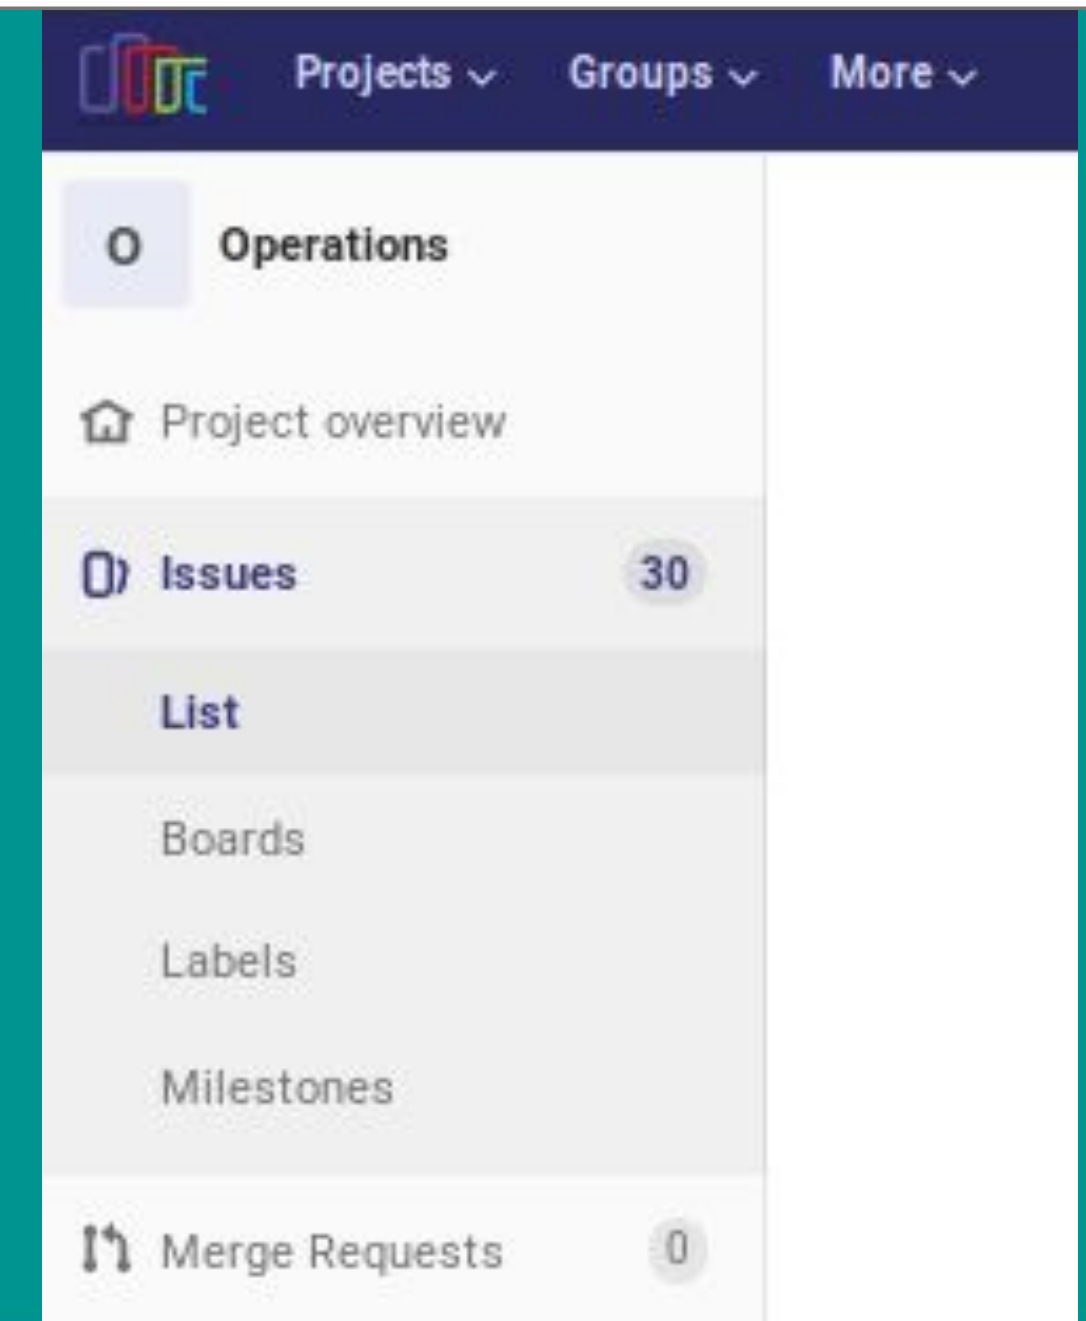 Projects Groups More
O Operations
Project overview
Issues 30
List
Boards
Labels
Milestones
Merge Requests 0